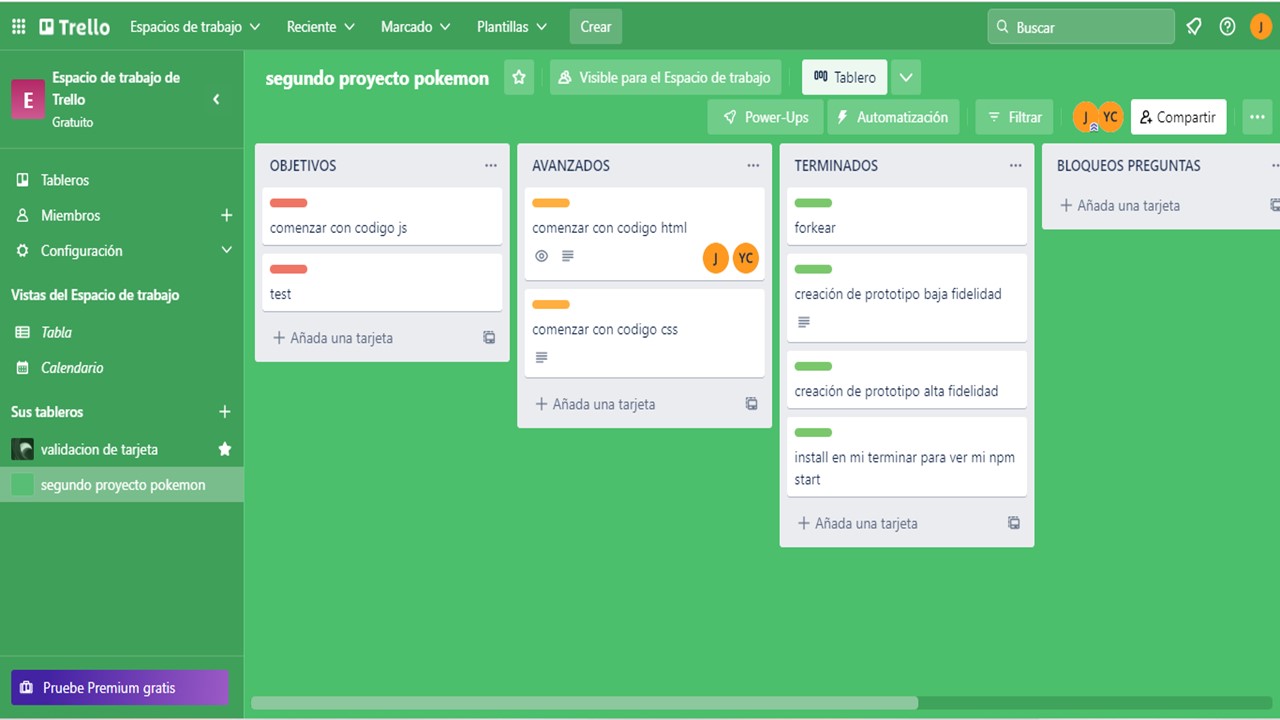 Trello
Espacios de trabajo
Reciente
Marcado
Plantillas
Crear
Buscar
J
E
Espacio de trabajo de
Trello
Gratuito
segundo proyecto pokemon
Visible para el Espacio de trabajo
Tablero
Power-Ups
Automatización
Filtrar
J
YC
Compartir
Tableros
Miembros
Configuración
Vistas del Espacio de trabajo
Tabla
Calendario
Sus tableros
validacion de tarjeta
segundo proyecto pokemon
Pruebe Premium gratis
OBJETIVOS
comenzar con codigo js
test
Añada una tarjeta
AVANZADOS
comenzar con codigo html
J
YC
comenzar con codigo css
Añada una tarjeta
TERMINADOS
forkear
creación de prototipo baja fidelidad
creación de prototipo alta fidelidad
install en mi terminar para ver mi npm
start
Añada una tarjeta
BLOQUEOS PREGUNTAS
Añada una tarjeta